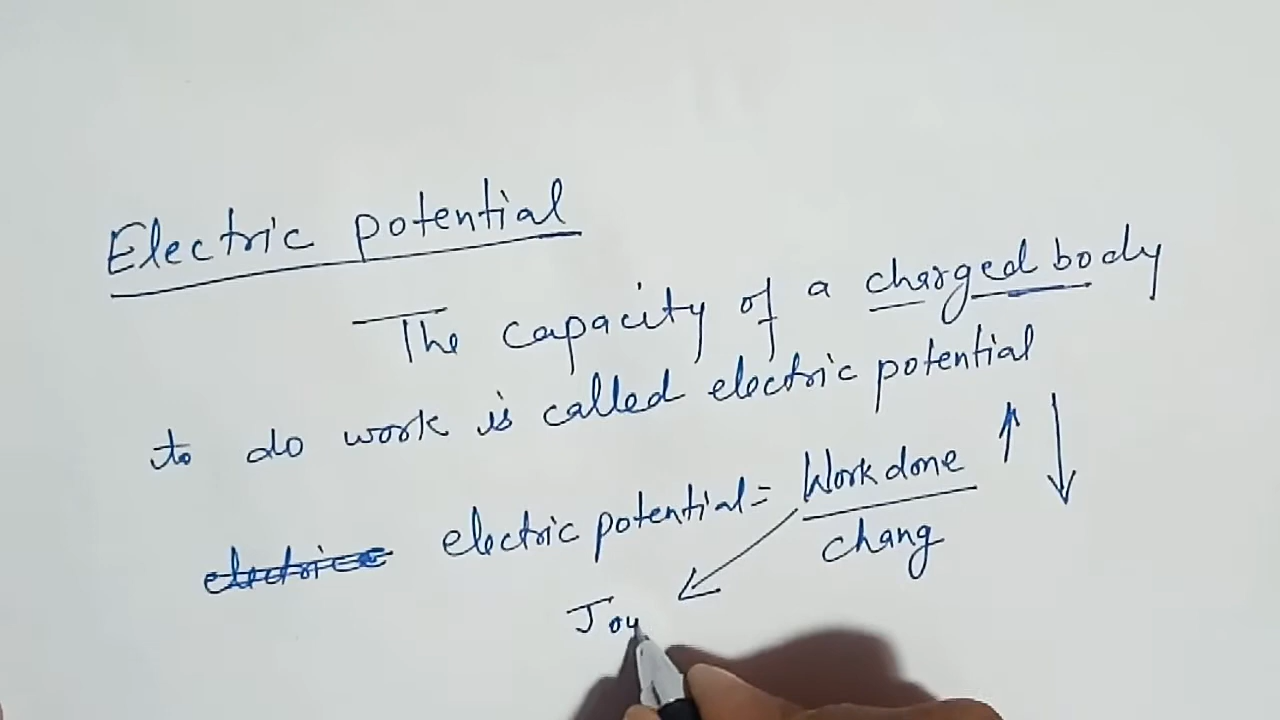 Electric potential
The capacity of a charged body
to do work is called electric potential
electric potential = Work done
chang
Jou